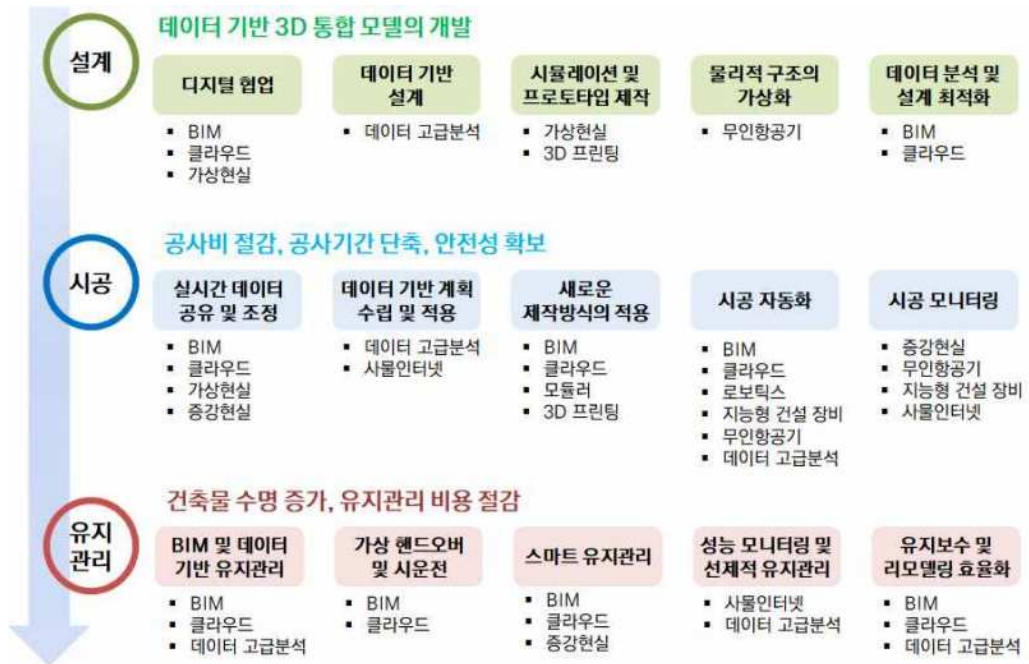 데이터 기반 3D 통합 모델의 개발
설계
디지털 협업
▪ BIM
▪ 클라우드
▪ 가상현실
데이터 기반
설계
▪ 데이터 고급분석
시뮬레이션 및
프로토타입 제작
▪ 가상현실
▪ 3D 프린팅
물리적 구조의
가상화
▪ 무인항공기
데이터 분석 및
설계 최적화
▪ BIM
▪ 클라우드
공사비 절감, 공사기간 단축, 안전성 확보
시공
실시간 데이터
공유 및 조정
▪ BIM
▪ 클라우드
▪ 가상현실
▪ 증강현실
데이터 기반 계획
수립 및 적용
▪ 데이터 고급분석
▪ 사물인터넷
새로운
제작방식의 적용
▪ BIM
▪ 클라우드
▪ 모듈러
▪ 3D 프린팅
시공 자동화
▪ BIM
▪ 클라우드
▪ 로보틱스
▪ 지능형 건설 장비
▪ 무인항공기
▪ 데이터 고급분석
시공 모니터링
▪ 증강현실
▪ 무인항공기
▪ 지능형 건설 장비
▪ 사물인터넷
건축물 수명 증가, 유지관리 비용 절감
유지
관리
BIM 및 데이터
기반 유지관리
▪ BIM
▪ 클라우드
▪ 데이터 고급분석
가상 핸드오버
및 시운전
▪ BIM
▪ 클라우드
스마트 유지관리
▪ BIM
▪ 클라우드
▪ 증강현실
성능 모니터링 및
선제적 유지관리
▪ 사물인터넷
▪ 데이터 고급분석
유지보수 및
리모델링 효율화
▪ BIM
▪ 클라우드
▪ 데이터 고급분석